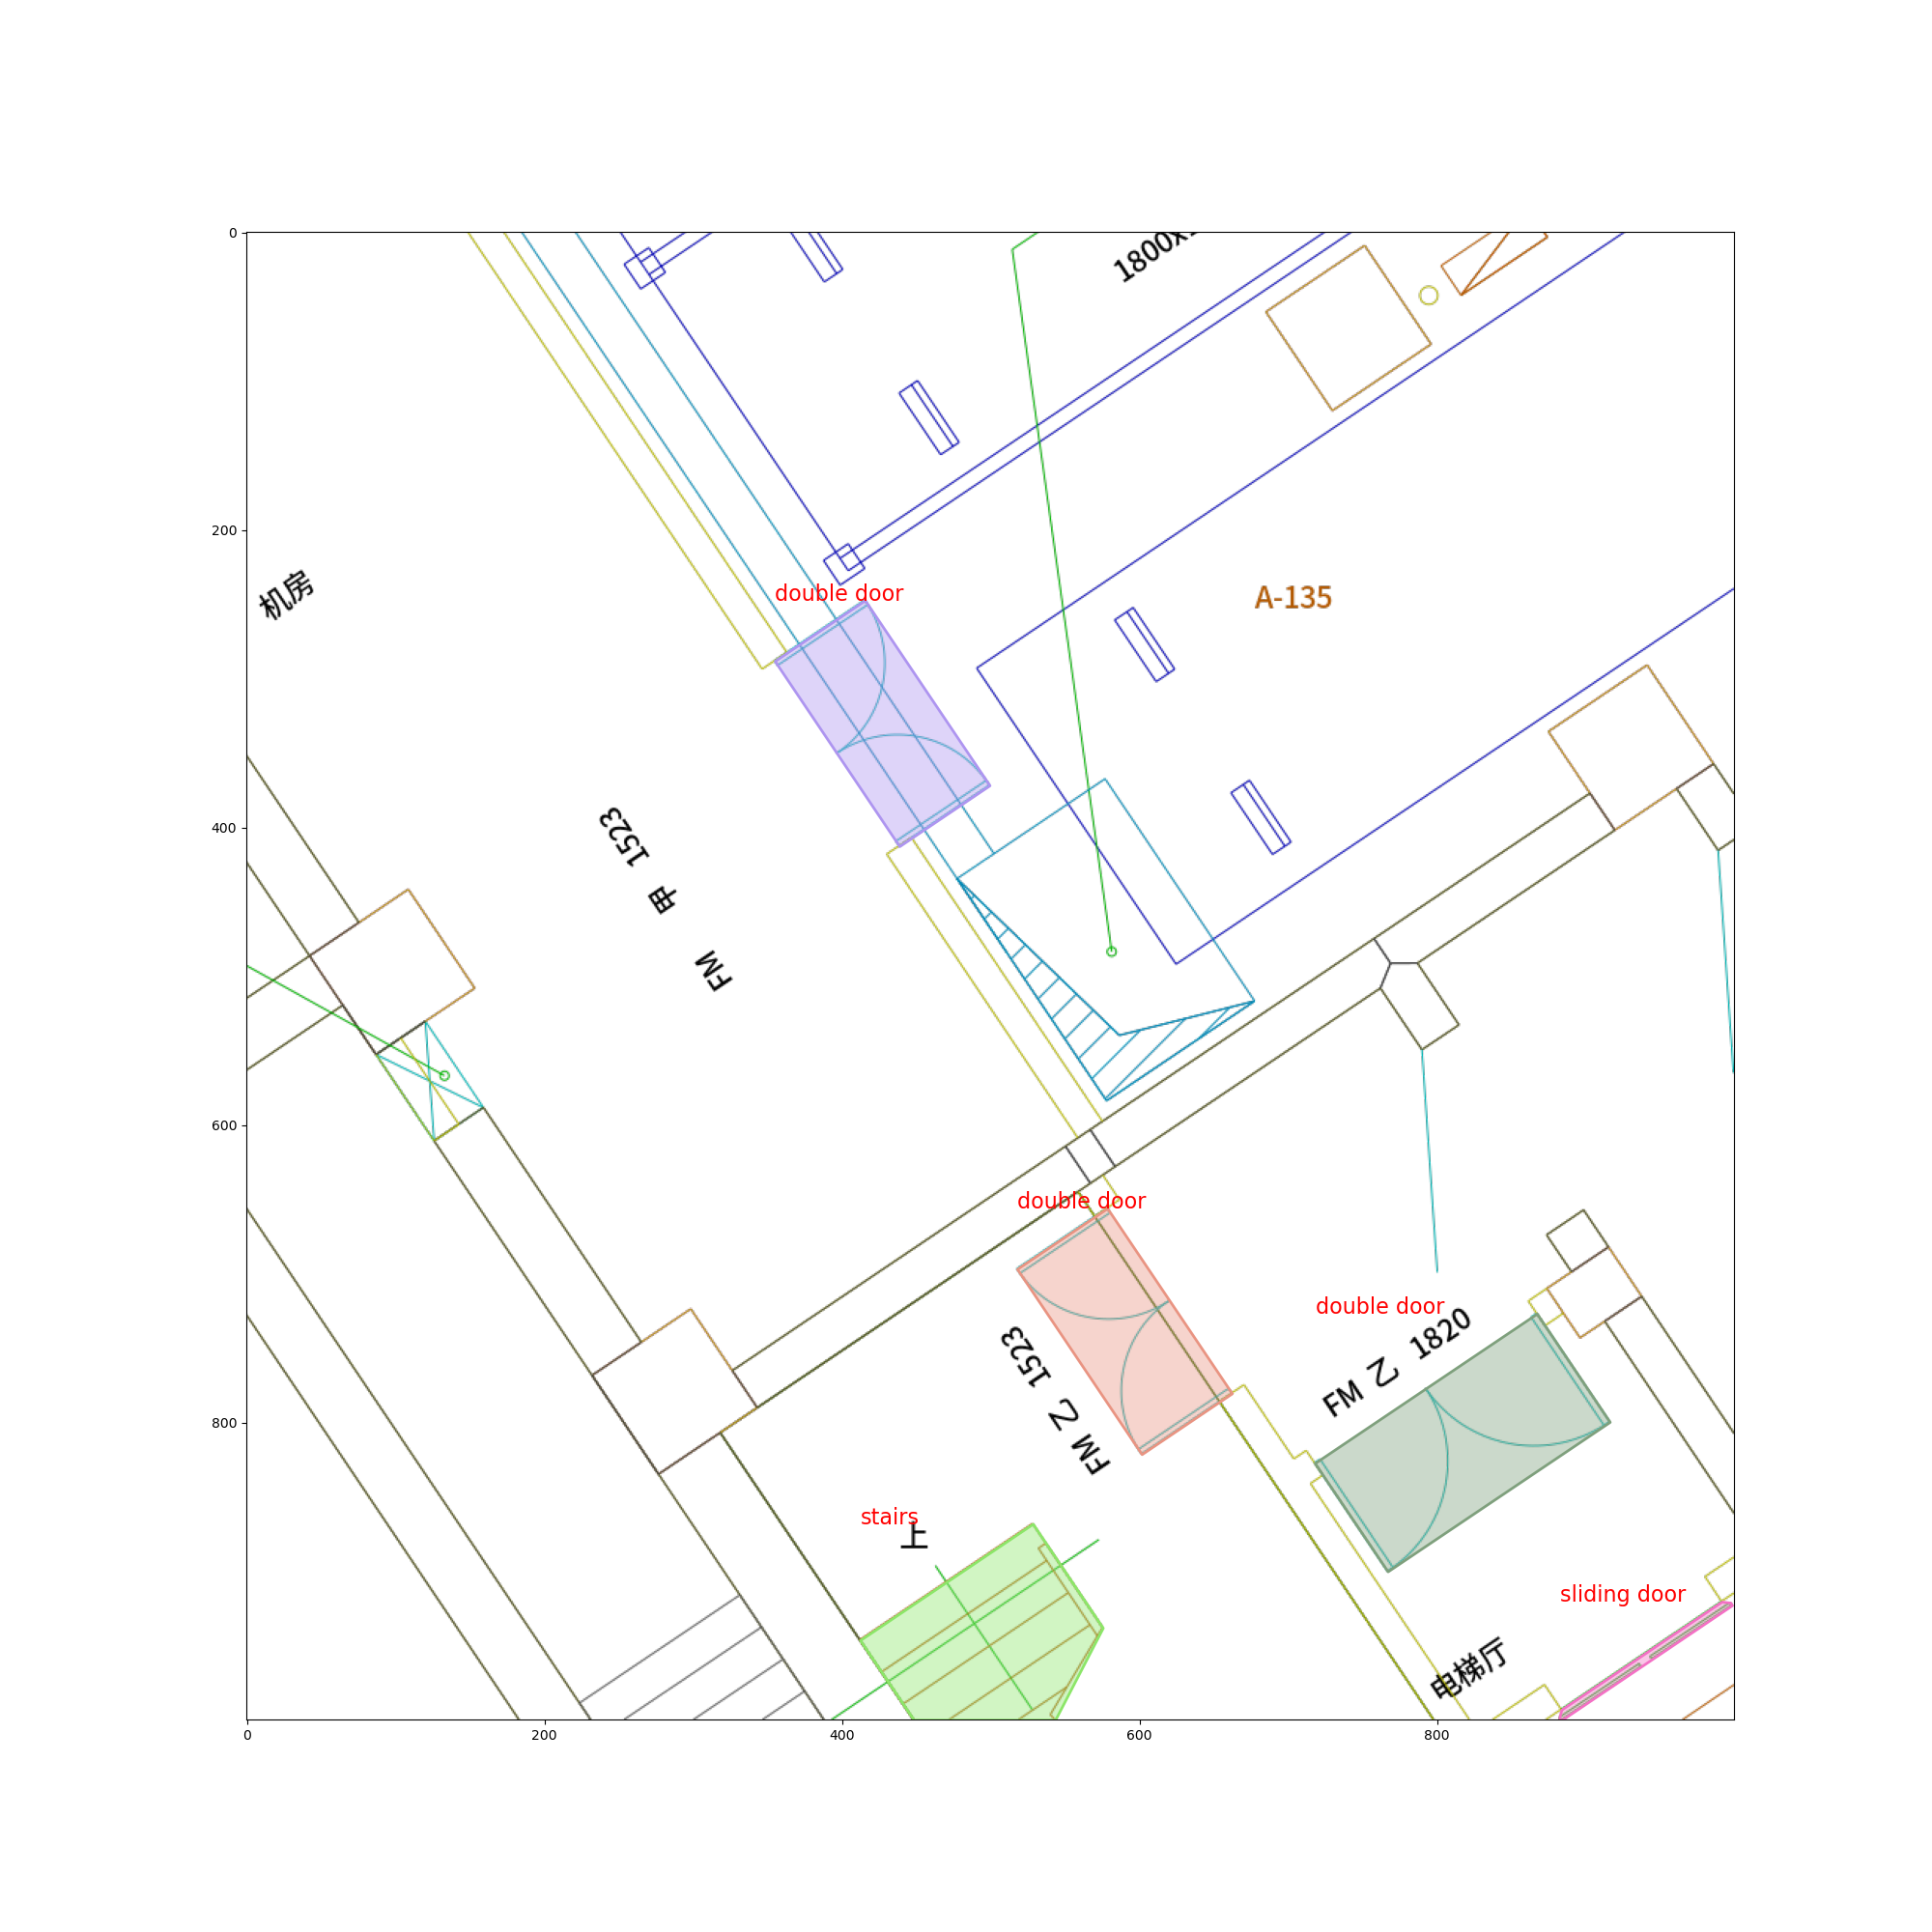 0
200
400
600
800
0
200
400
600
800
1800x
机房
double door
A-135
FM 甲 1523
double door
double door
FM 乙 1523
FM 乙 1820
stairs
上
sliding door
电梯厅